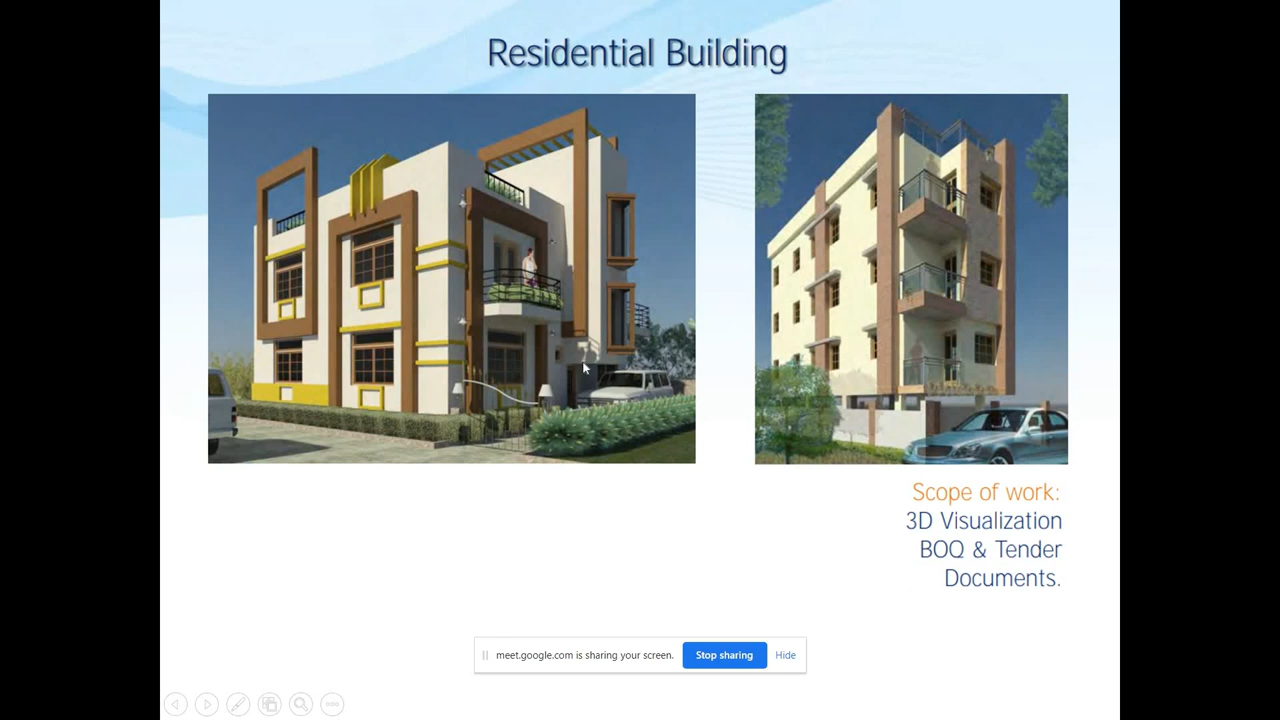 Residential Building
Scope of work:
3D Visualization
BOQ & Tender
Documents.
meet.google.com is sharing your screen.
Stop sharing
Hide